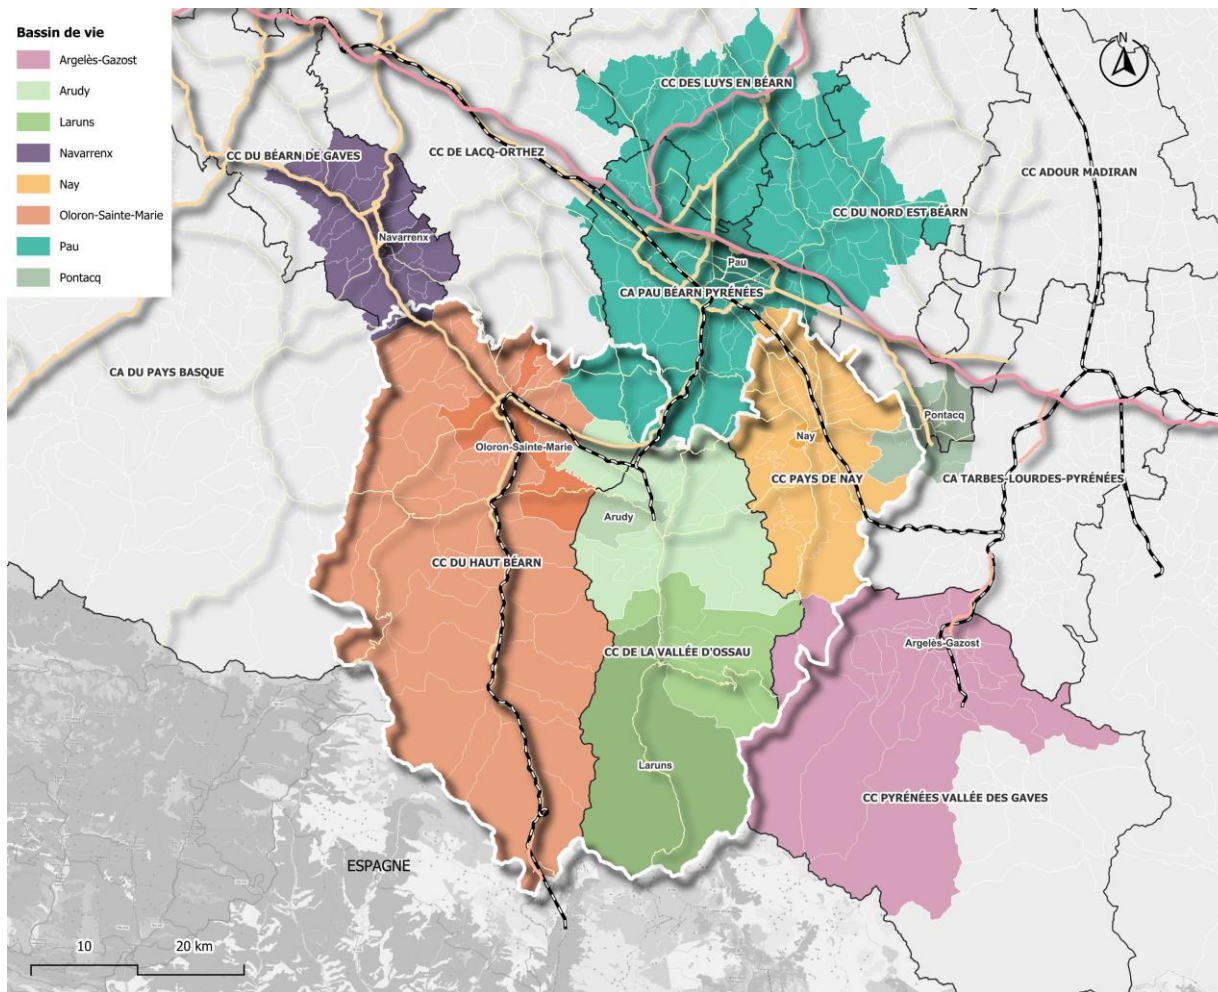 Bassin de vie
Argelès-Gazost
Arudy
Laruns
Navarrenx
Nay
Oloron-Sainte-Marie
Pau
Pontacq
N
CC DES LUYS EN BÉARN
CC DU BÉARN DE GAVES
CC DE LACQ-ORTHEZ
CA ADOUR MADIRAN
CC DU NORD EST BÉARN
Navarrenx
Pau
CA PAU BÉARN PYRÉNÉES
CA DU PAYS BASQUE
Pontacq
Nay
Oloron-Sainte-Marie
CC PAYS DE NAY
CA TARBES-LOURDES-PYRÉNÉES
Arudy
CC DU HAUT BÉARN
Argelès-Gazost
CC DE LA VALLÉE D'OSSAU
Laruns
CC PYRÉNÉES VALLÉE DES GAVES
ESPAGNE
10
20 km